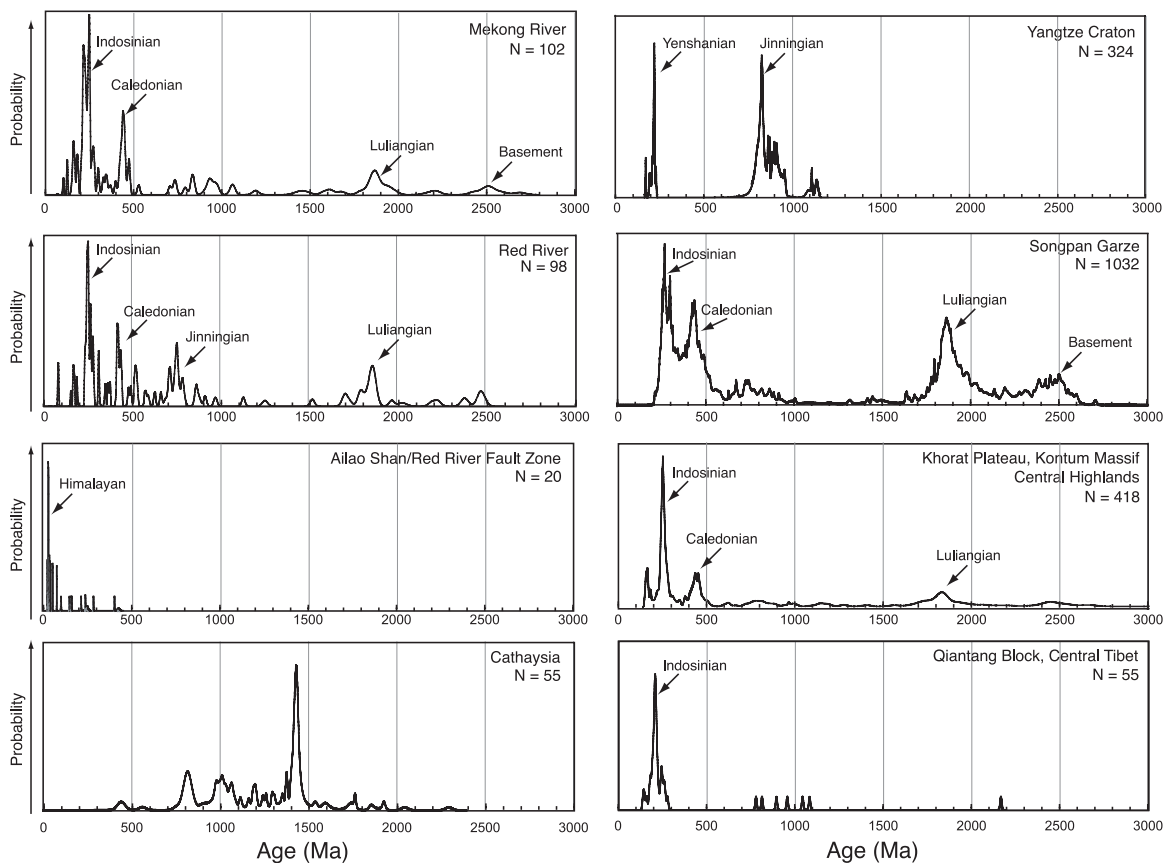 Mekong River
N = 102
Indosinian
Caledonian
Luliangian
Basement
Probability
0 500 1000 1500 2000 2500 3000
Yangtze Craton
N = 324
Yenshanian
Jinningian
0 500 1000 1500 2000 2500 3000
Red River
N = 98
Indosinian
Caledonian
Jinningian
Luliangian
Probability
0 500 1000 1500 2000 2500 3000
Songpan Garze
N = 1032
Indosinian
Caledonian
Luliangian
Basement
0 500 1000 1500 2000 2500 3000
Ailao Shan/Red River Fault Zone
N = 20
Himalayan
Probability
0 500 1000 1500 2000 2500 3000
Khorat Plateau, Kontum Massif
Central Highlands
N = 418
Indosinian
Caledonian
Luliangian
0 500 1000 1500 2000 2500 3000
Cathaysia
N = 55
Probability
0 500 1000 1500 2000 2500 3000
Age (Ma)
Qiantang Block, Central Tibet
N = 55
Indosinian
0 500 1000 1500 2000 2500 3000
Age (Ma)